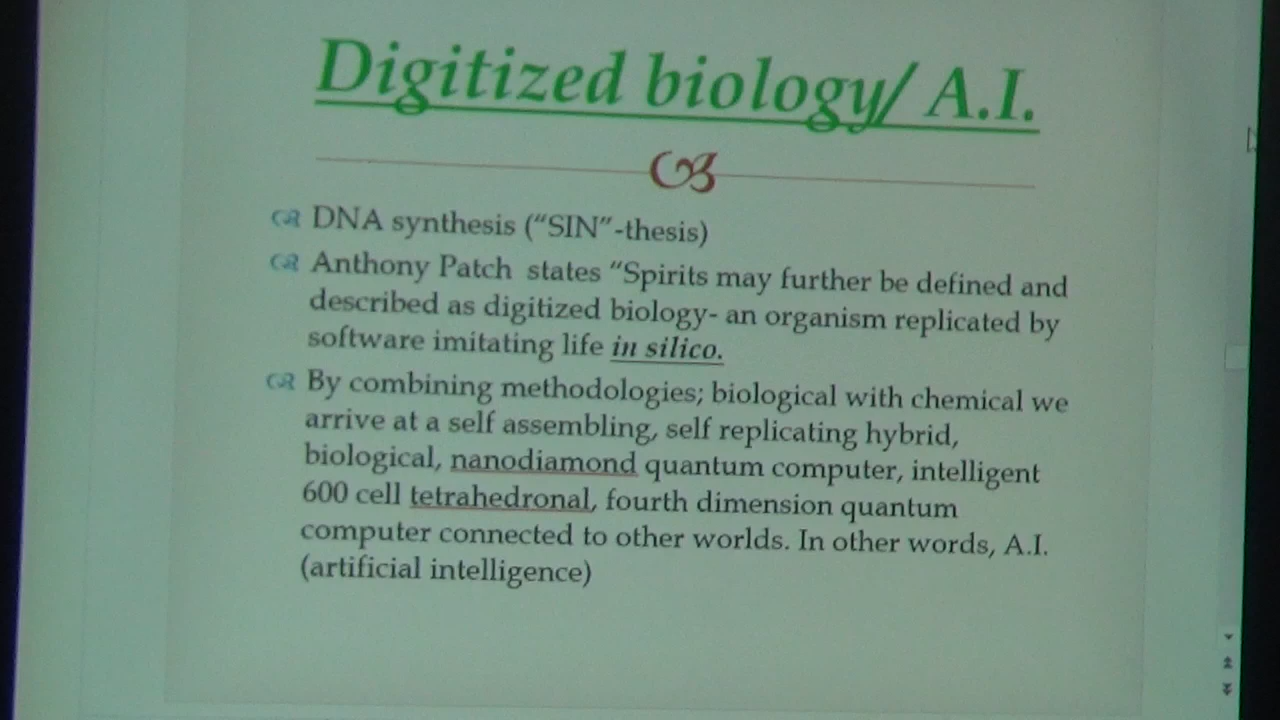 Digitized biology/ A.I.
DNA synthesis ("SIN"-thesis)
Anthony Patch states "Spirits may further be defined and
described as digitized biology- an organism replicated by
software imitating life in silico.
By combining methodologies; biological with chemical we
arrive at a self assembling, self replicating hybrid,
biological, nanodiamond quantum computer, intelligent
600 cell tetrahedronal, fourth dimension quantum
computer connected to other worlds. In other words, A.I.
(artificial intelligence)